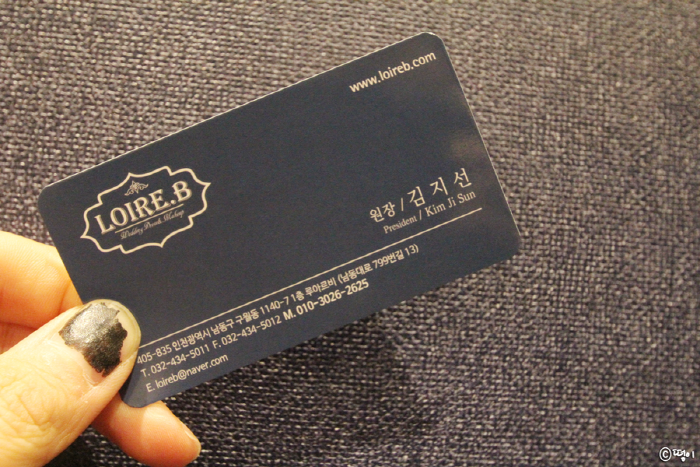 www.loireb.com
LOIRE.B
Wedding Private Makeup
원장 / 김 지 선
President / Kim Ji Sun
405-835 인천광역시 남동구 구월동 1140-7 1층 루아르비 (남동대로 799번길 13)
T. 032-434-5011 F. 032-434-5012 M. 010-3026-2625
E. loireb@naver.com